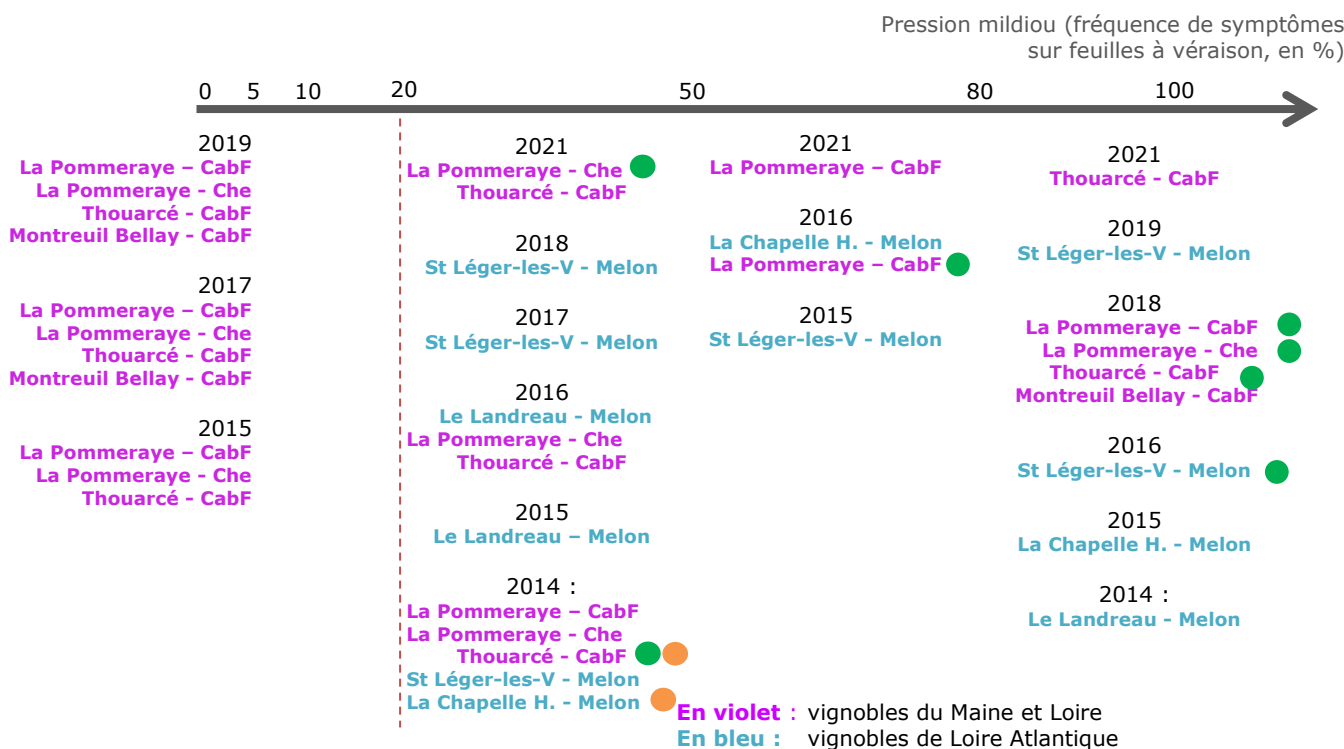 Pression mildiou (fréquence de symptômes
sur feuilles à véraison, en %)
0 5 10 20 50 80 100
2019
La Pommeraye – CabF
La Pommeraye - Che
Thouarcé - CabF
Montreuil Bellay - CabF
2017
La Pommeraye – CabF
La Pommeraye - Che
Thouarcé - CabF
Montreuil Bellay - CabF
2015
La Pommeraye – CabF
La Pommeraye - Che
Thouarcé - CabF
2021
La Pommeraye - Che
Thouarcé - CabF
2018
St Léger-les-V - Melon
2017
St Léger-les-V - Melon
2016
Le Landreau - Melon
La Pommeraye - Che
Thouarcé - CabF
2015
Le Landreau – Melon
2014 :
La Pommeraye – CabF
La Pommeraye - Che
Thouarcé - CabF
St Léger-les-V - Melon
La Chapelle H. - Melon
2021
La Pommeraye – CabF
2016
La Chapelle H. - Melon
La Pommeraye – CabF
2015
St Léger-les-V - Melon
2021
Thouarcé - CabF
2019
St Léger-les-V - Melon
2018
La Pommeraye – CabF
La Pommeraye - Che
Thouarcé - CabF
Montreuil Bellay - CabF
2016
St Léger-les-V - Melon
2015
La Chapelle H. - Melon
2014 :
Le Landreau - Melon
En violet : vignobles du Maine et Loire
En bleu : vignobles de Loire Atlantique